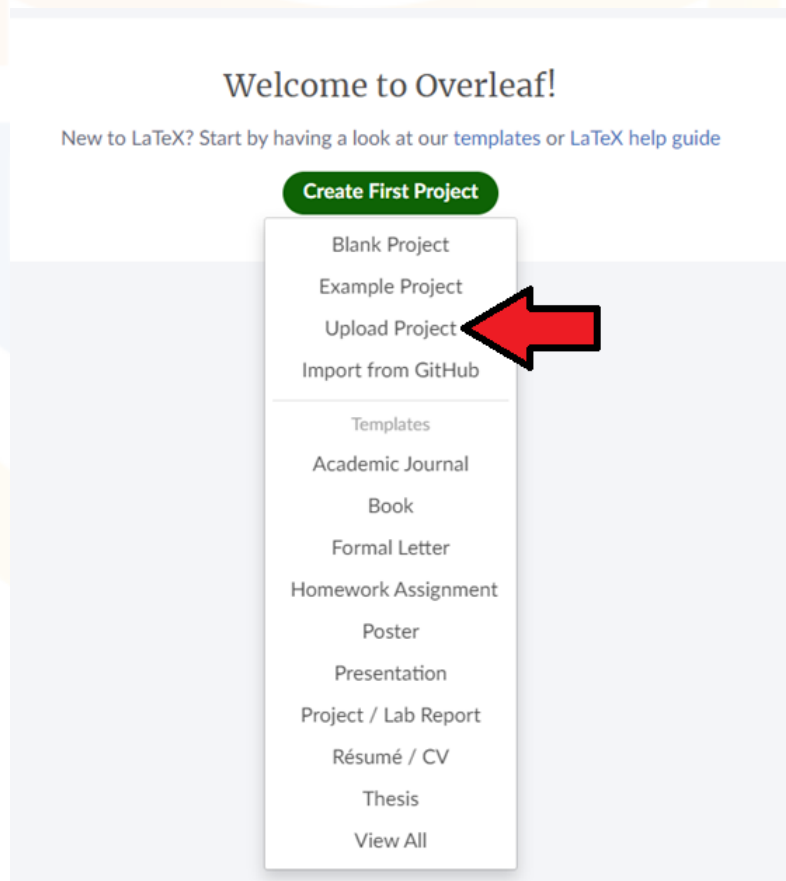 Welcome to Overleaf!
New to LaTeX? Start by having a look at our templates or LaTeX help guide
Create First Project
Blank Project
Example Project
Upload Project
Import from GitHub
Templates
Academic Journal
Book
Formal Letter
Homework Assignment
Poster
Presentation
Project / Lab Report
Résumé / CV
Thesis
View All